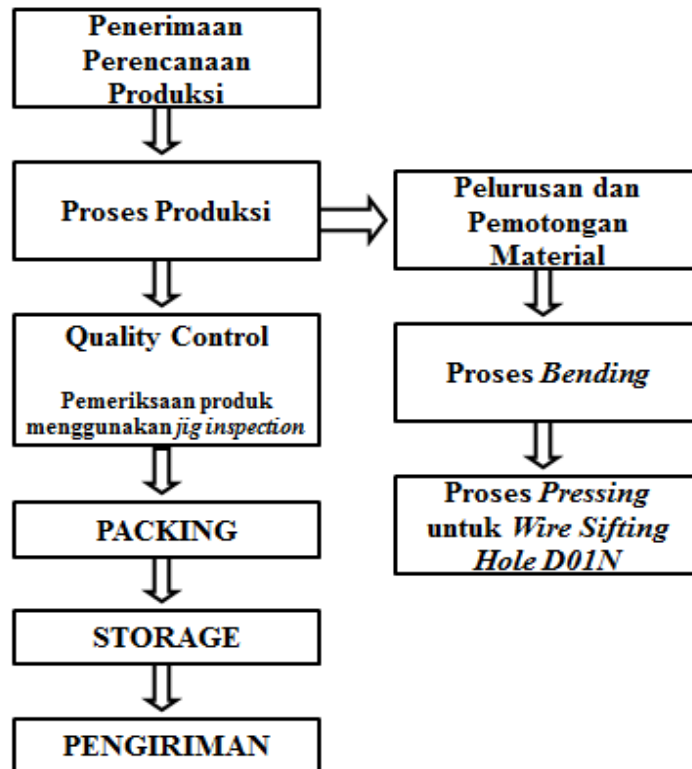 Penerimaan
Perencanaan
Produksi
Proses Produksi
Quality Control
Pemeriksaan produk
menggunakan jig inspection
PACKING
STORAGE
PENGIRIMAN
Pelurusan dan
Pemotongan
Material
Proses Bending
Proses Pressing
untuk Wire Sifting
Hole D01N